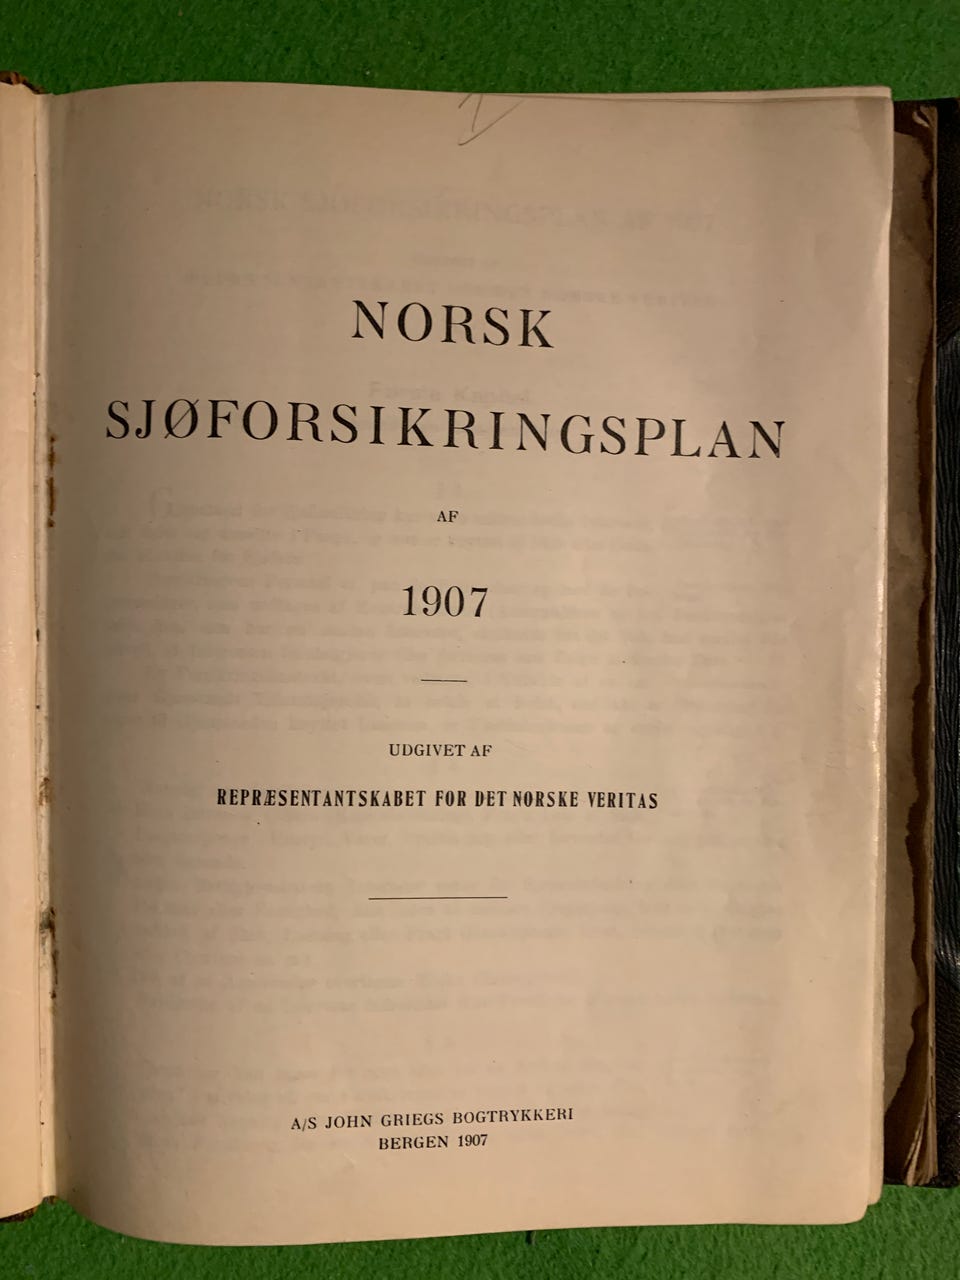 NORSK
SJØFORSIKRINGSPLAN
AF
1907
UDGIVET AF
REPRÆSENTANTSKABET FOR DET NORSKE VERITAS
A/S JOHN GRIEGS BOGTRYKKERI
BERGEN 1907